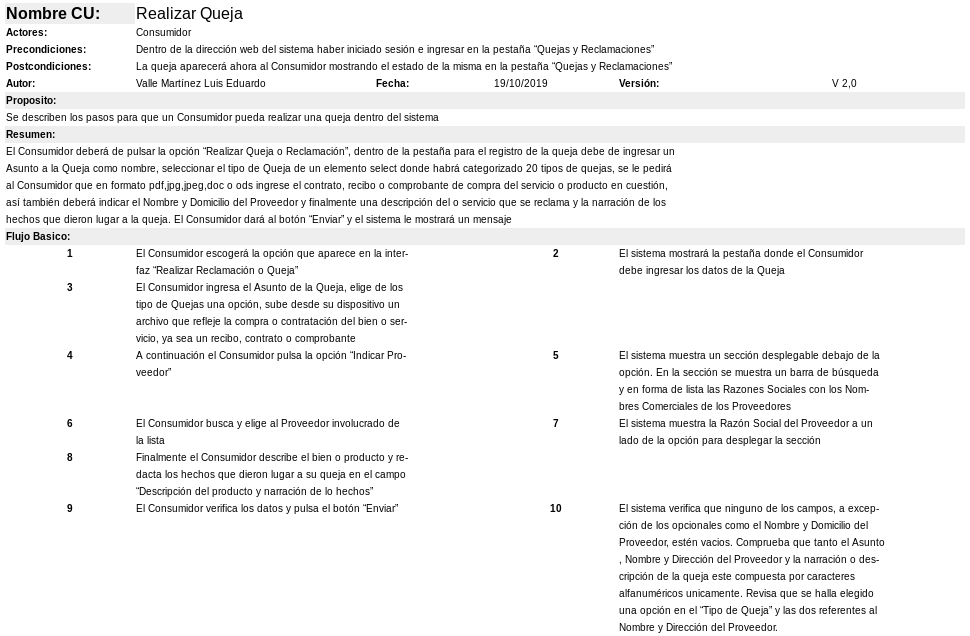 Nombre CU: Realizar Queja
Actores: Consumidor
Precondiciones: Dentro de la dirección web del sistema haber iniciado sesión e ingresar en la pestaña “Quejas y Reclamaciones”
Postcondiciones: La queja aparecerá ahora al Consumidor mostrando el estado de la misma en la pestaña “Quejas y Reclamaciones”
Autor: Valle Martínez Luis Eduardo Fecha: 19/10/2019 Versión: V 2,0
Proposito:
Se describen los pasos para que un Consumidor pueda realizar una queja dentro del sistema
Resumen:
El Consumidor deberá de pulsar la opción “Realizar Queja o Reclamación”, dentro de la pestaña para el registro de la queja debe de ingresar un
Asunto a la Queja como nombre, seleccionar el tipo de Queja de un elemento select donde habrá categorizado 20 tipos de quejas, se le pedirá
al Consumidor que en formato pdf,jpg,jpeg,doc o ods ingrese el contrato, recibo o comprobante de compra del servicio o producto en cuestión,
así también deberá indicar el Nombre y Domicilio del Proveedor y finalmente una descripción del o servicio que se reclama y la narración de los
hechos que dieron lugar a la queja. El Consumidor dará al botón “Enviar” y el sistema le mostrará un mensaje
Flujo Basico:
1 El Consumidor escogerá la opción que aparece en la inter-
faz “Realizar Reclamación o Queja”
2 El sistema mostrará la pestaña donde el Consumidor
debe ingresar los datos de la Queja
3 El Consumidor ingresa el Asunto de la Queja, elige de los
tipo de Quejas una opción, sube desde su dispositivo un
archivo que refleje la compra o contratación del bien o ser-
vicio, ya sea un recibo, contrato o comprobante
4 A continuación el Consumidor pulsa la opción “Indicar Pro-
veedor”
5 El sistema muestra un sección desplegable debajo de la
opción. En la sección se muestra un barra de búsqueda
y en forma de lista las Razones Sociales con los Nom-
bres Comerciales de los Proveedores
6 El Consumidor busca y elige al Proveedor involucrado de
la lista
7 El sistema muestra la Razón Social del Proveedor a un
lado de la opción para desplegar la sección
8 Finalmente el Consumidor describe el bien o producto y re-
dacta los hechos que dieron lugar a su queja en el campo
“Descripción del producto y narración de lo hechos”
9 El Consumidor verifica los datos y pulsa el botón “Enviar”
10 El sistema verifica que ninguno de los campos, a excep-
ción de los opcionales como el Nombre y Domicilio del
Proveedor, estén vacios. Comprueba que tanto el Asunto
, Nombre y Dirección del Proveedor y la narración o des-
cripción de la queja este compuesta por caracteres
alfanuméricos unicamente. Revisa que se halla elegido
una opción en el “Tipo de Queja” y las dos referentes al
Nombre y Dirección del Proveedor.